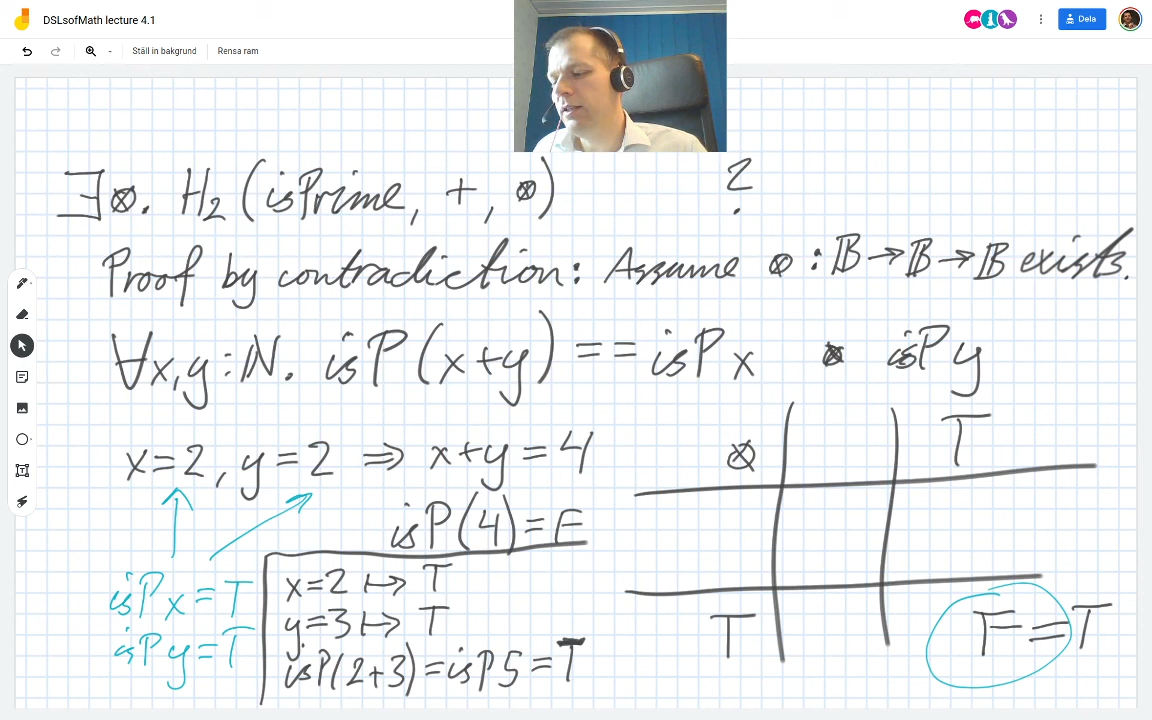 DSLsofMath lecture 4.1
Dela
Ställ in bakgrund Rensa ram
∃⊗. H₂(isPrime, +, ⊗) ?
Proof by contradiction: Assume ⊗ : 𝔹→𝔹→𝔹 exists.
∀x,y:ℕ. isP(x+y) == isP x ⊗ isP y
x=2, y=2 ⇒ x+y=4
⊗ T
isP(4)=F
isP x = T
isP y = T
x=2 ↦ T
y=3 ↦ T
isP(2+3)=isP 5=T
T F=T